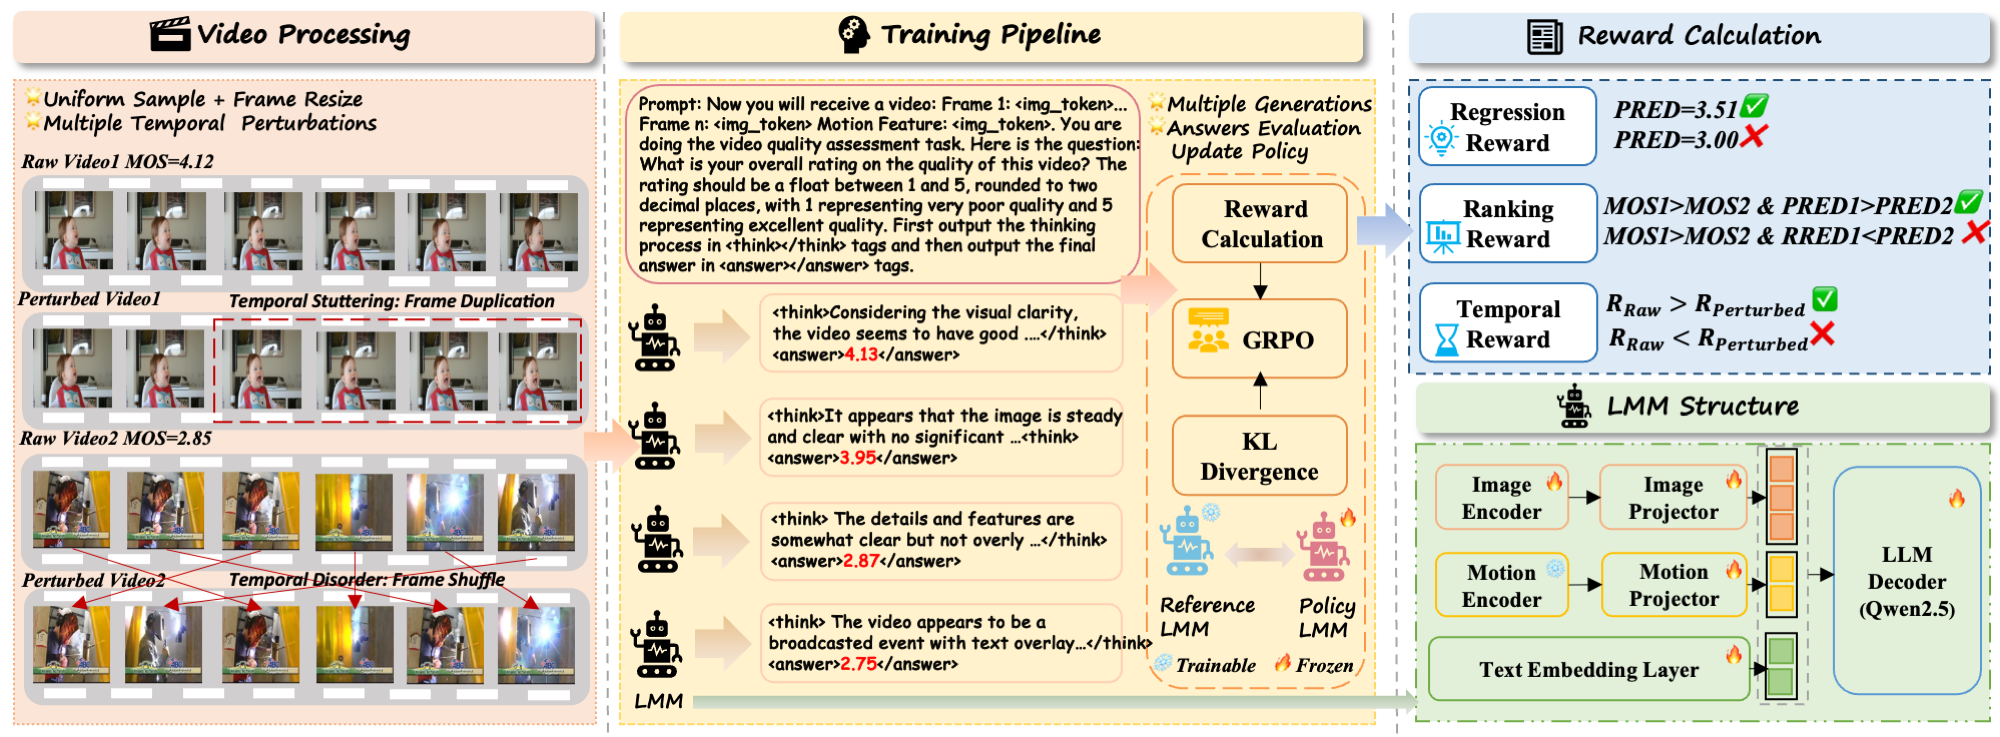 Video Processing
Uniform Sample + Frame Resize
Multiple Temporal Perturbations
Raw Video1 MOS=4.12
Perturbed Video1
Temporal Stuttering: Frame Duplication
Raw Video2 MOS=2.85
Perturbed Video2
Temporal Disorder: Frame Shuffle
Training Pipeline
Prompt: Now you will receive a video: Frame 1: <img_token>...
Frame n: <img_token> Motion Feature: <img_token>. You are
doing the video quality assessment task. Here is the question:
What is your overall rating on the quality of this video? The
rating should be a float between 1 and 5, rounded to two
decimal places, with 1 representing very poor quality and 5
representing excellent quality. First output the thinking
process in <think></think> tags and then output the final
answer in <answer></answer> tags.
<think>Considering the visual clarity,
the video seems to have good ....</think>
<answer>4.13</answer>
<think>It appears that the image is steady
and clear with no significant ...<think>
<answer>3.95</answer>
<think> The details and features are
somewhat clear but not overly ...</think>
<answer>2.87</answer>
<think> The video appears to be a
broadcasted event with text overlay...</think>
<answer>2.75</answer>
LMM
Multiple Generations
Answers Evaluation
Update Policy
Reward
Calculation
GRPO
KL
Divergence
Reference
LMM
Policy
LMM
Trainable
Frozen
Reward Calculation
Regression
Reward
PRED=3.51
PRED=3.00
Ranking
Reward
MOS1>MOS2 & PRED1>PRED2
MOS1>MOS2 & RRED1<PRED2
Temporal
Reward
R_Raw > R_Perturbed
R_Raw < R_Perturbed
LMM Structure
Image
Encoder
Image
Projector
Motion
Encoder
Motion
Projector
Text Embedding Layer
LLM
Decoder
(Qwen2.5)